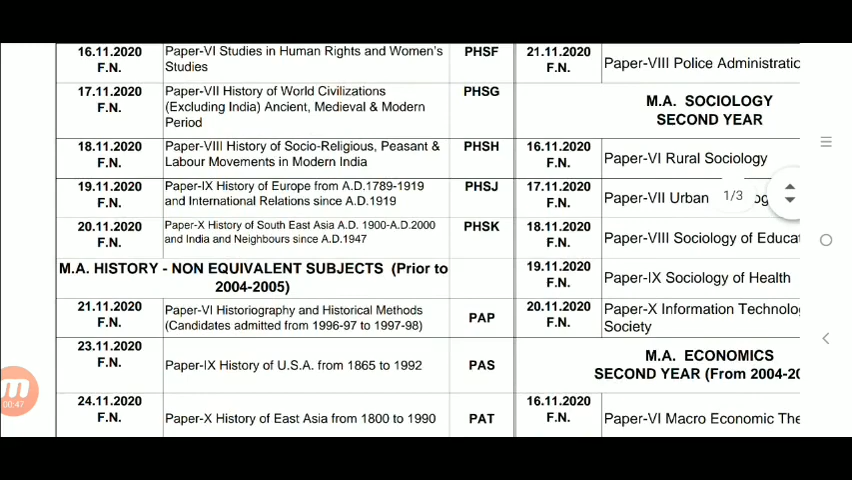 16.11.2020
F.N.
Paper-VI Studies in Human Rights and Women's
Studies
PHSF
17.11.2020
F.N.
Paper-VII History of World Civilizations
(Excluding India) Ancient, Medieval & Modern
Period
PHSG
18.11.2020
F.N.
Paper-VIII History of Socio-Religious, Peasant &
Labour Movements in Modern India
PHSH
19.11.2020
F.N.
Paper-IX History of Europe from A.D.1789-1919
and International Relations since A.D.1919
PHSJ
20.11.2020
F.N.
Paper-X History of South East Asia A.D. 1900-A.D.2000
and India and Neighbours since A.D.1947
PHSK
M.A. HISTORY - NON EQUIVALENT SUBJECTS (Prior to
2004-2005)
21.11.2020
F.N.
Paper-VI Historiography and Historical Methods
(Candidates admitted from 1996-97 to 1997-98)
PAP
23.11.2020
F.N.
Paper-IX History of U.S.A. from 1865 to 1992
PAS
24.11.2020
F.N.
Paper-X History of East Asia from 1800 to 1990
PAT
21.11.2020
F.N.
Paper-VIII Police Administratio
M.A. SOCIOLOGY
SECOND YEAR
16.11.2020
F.N.
Paper-VI Rural Sociology
17.11.2020
F.N.
Paper-VII Urban
1/3
18.11.2020
F.N.
Paper-VIII Sociology of Educat
19.11.2020
F.N.
Paper-IX Sociology of Health
20.11.2020
F.N.
Paper-X Information Technolo
Society
M.A. ECONOMICS
SECOND YEAR (From 2004-20
16.11.2020
F.N.
Paper-VI Macro Economic The
00:47